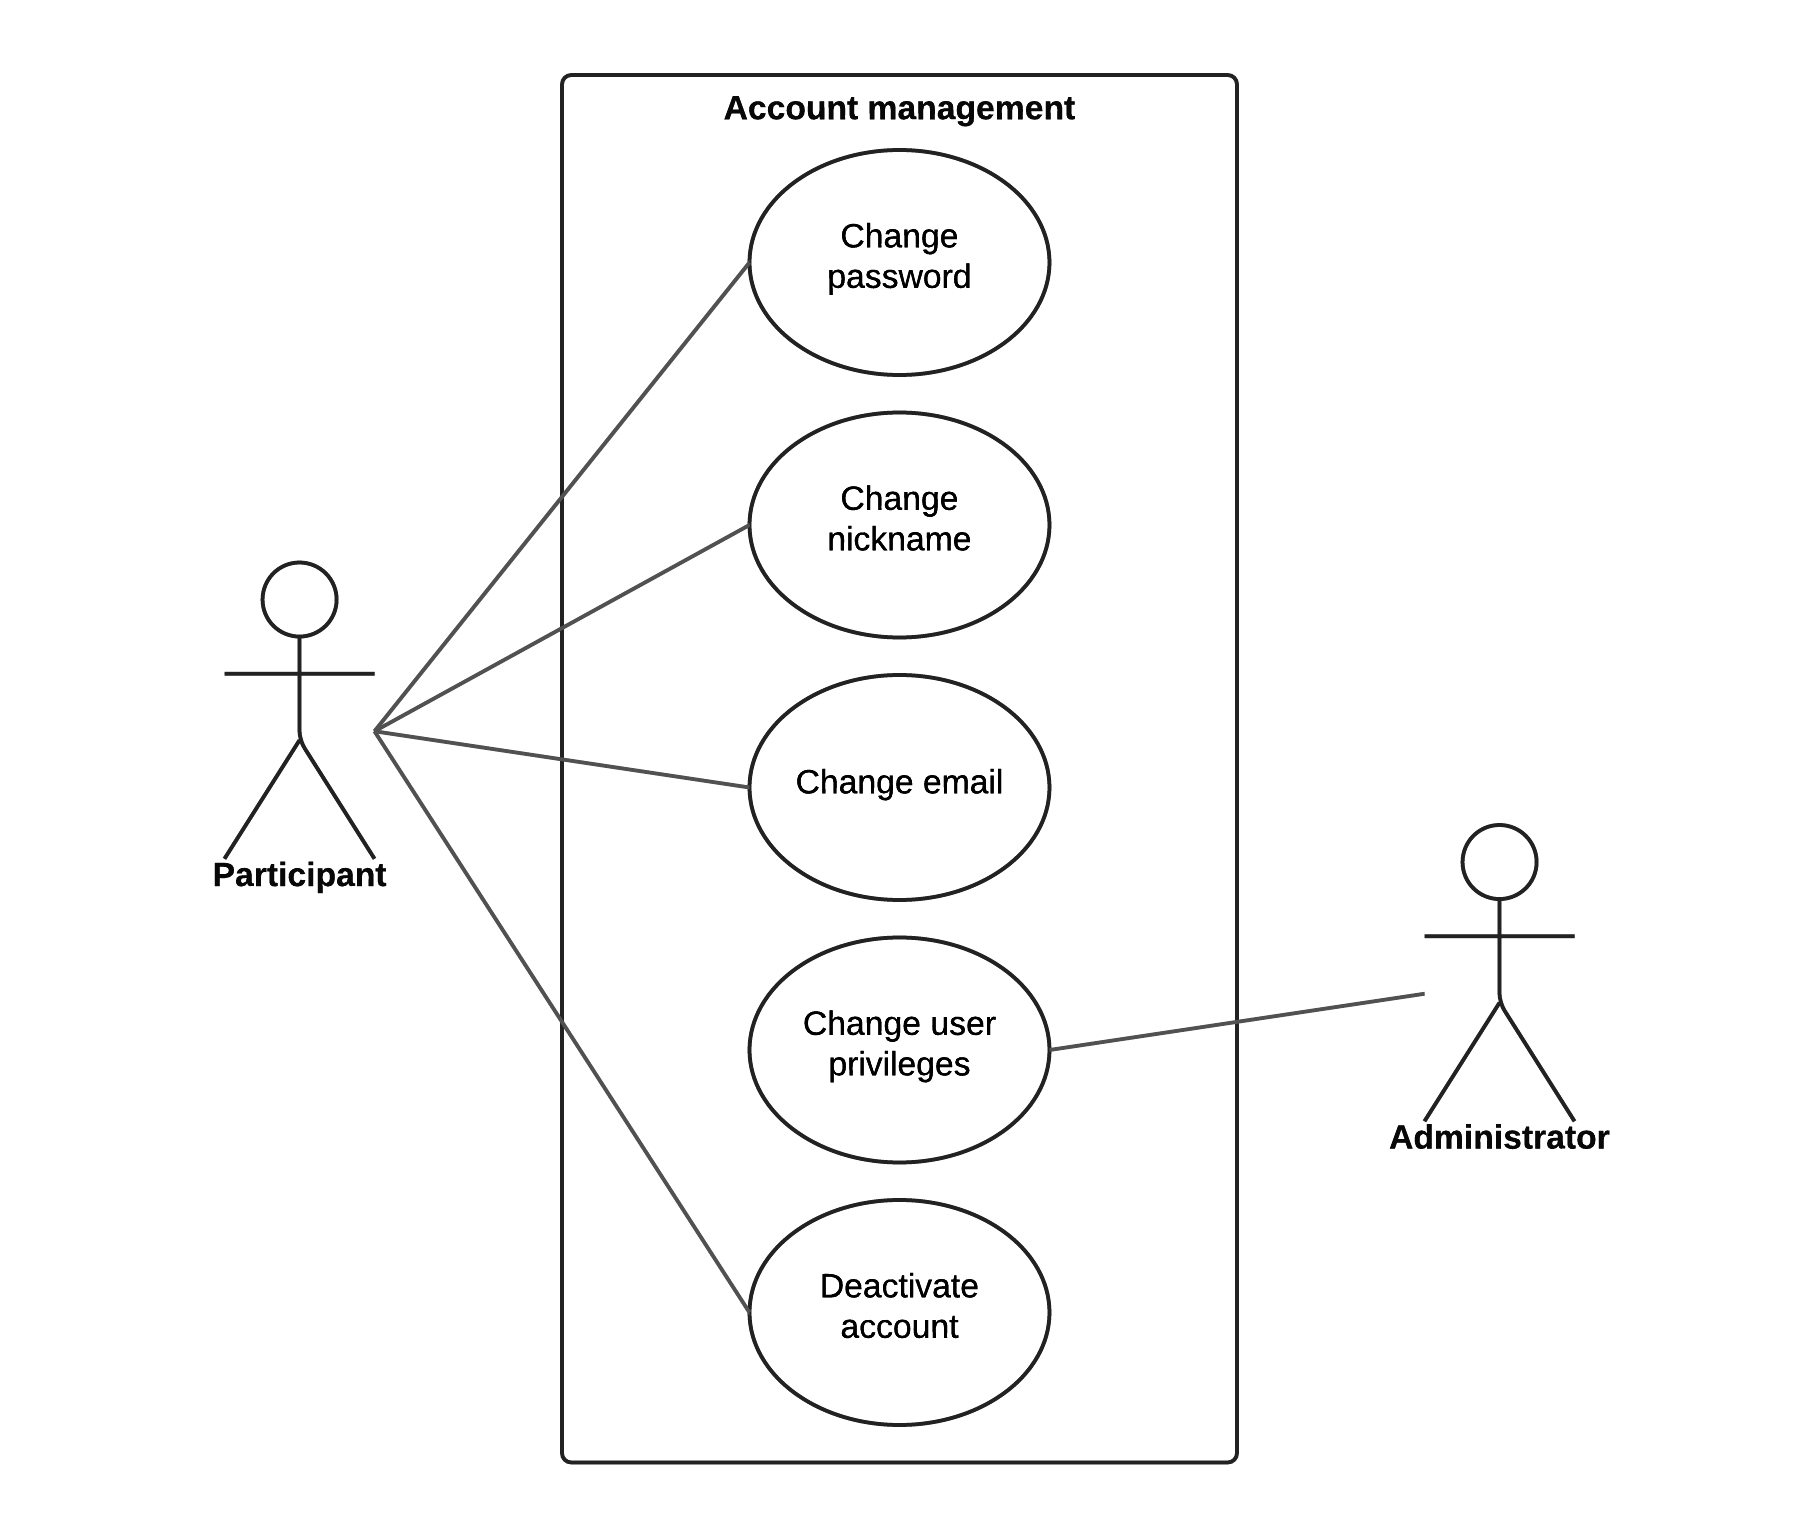 Account management
Change
password
Change
nickname
Change email
Participant
Change user
privileges
Administrator
Deactivate
account